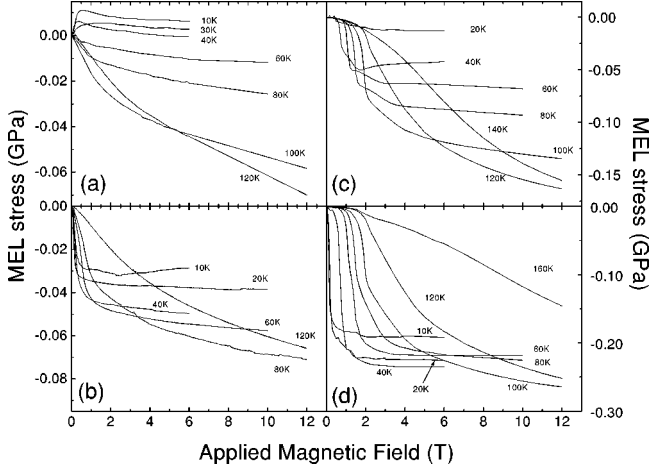 0.00
-0.02
-0.04
-0.06
10K
30K
40K
60K
80K
100K
120K
(a)
0.00
-0.05
-0.10
-0.15
20K
40K
60K
80K
140K
100K
120K
(c)
MEL stress (GPa)
MEL stress (GPa)
0.00
-0.02
-0.04
-0.06
-0.08
10K
20K
40K
60K
120K
80K
(b)
0.00
-0.10
-0.20
-0.30
160K
120K
10K
60K
80K
40K
20K
100K
(d)
0 2 4 6 8 10 12
0 2 4 6 8 10 12
Applied Magnetic Field (T)